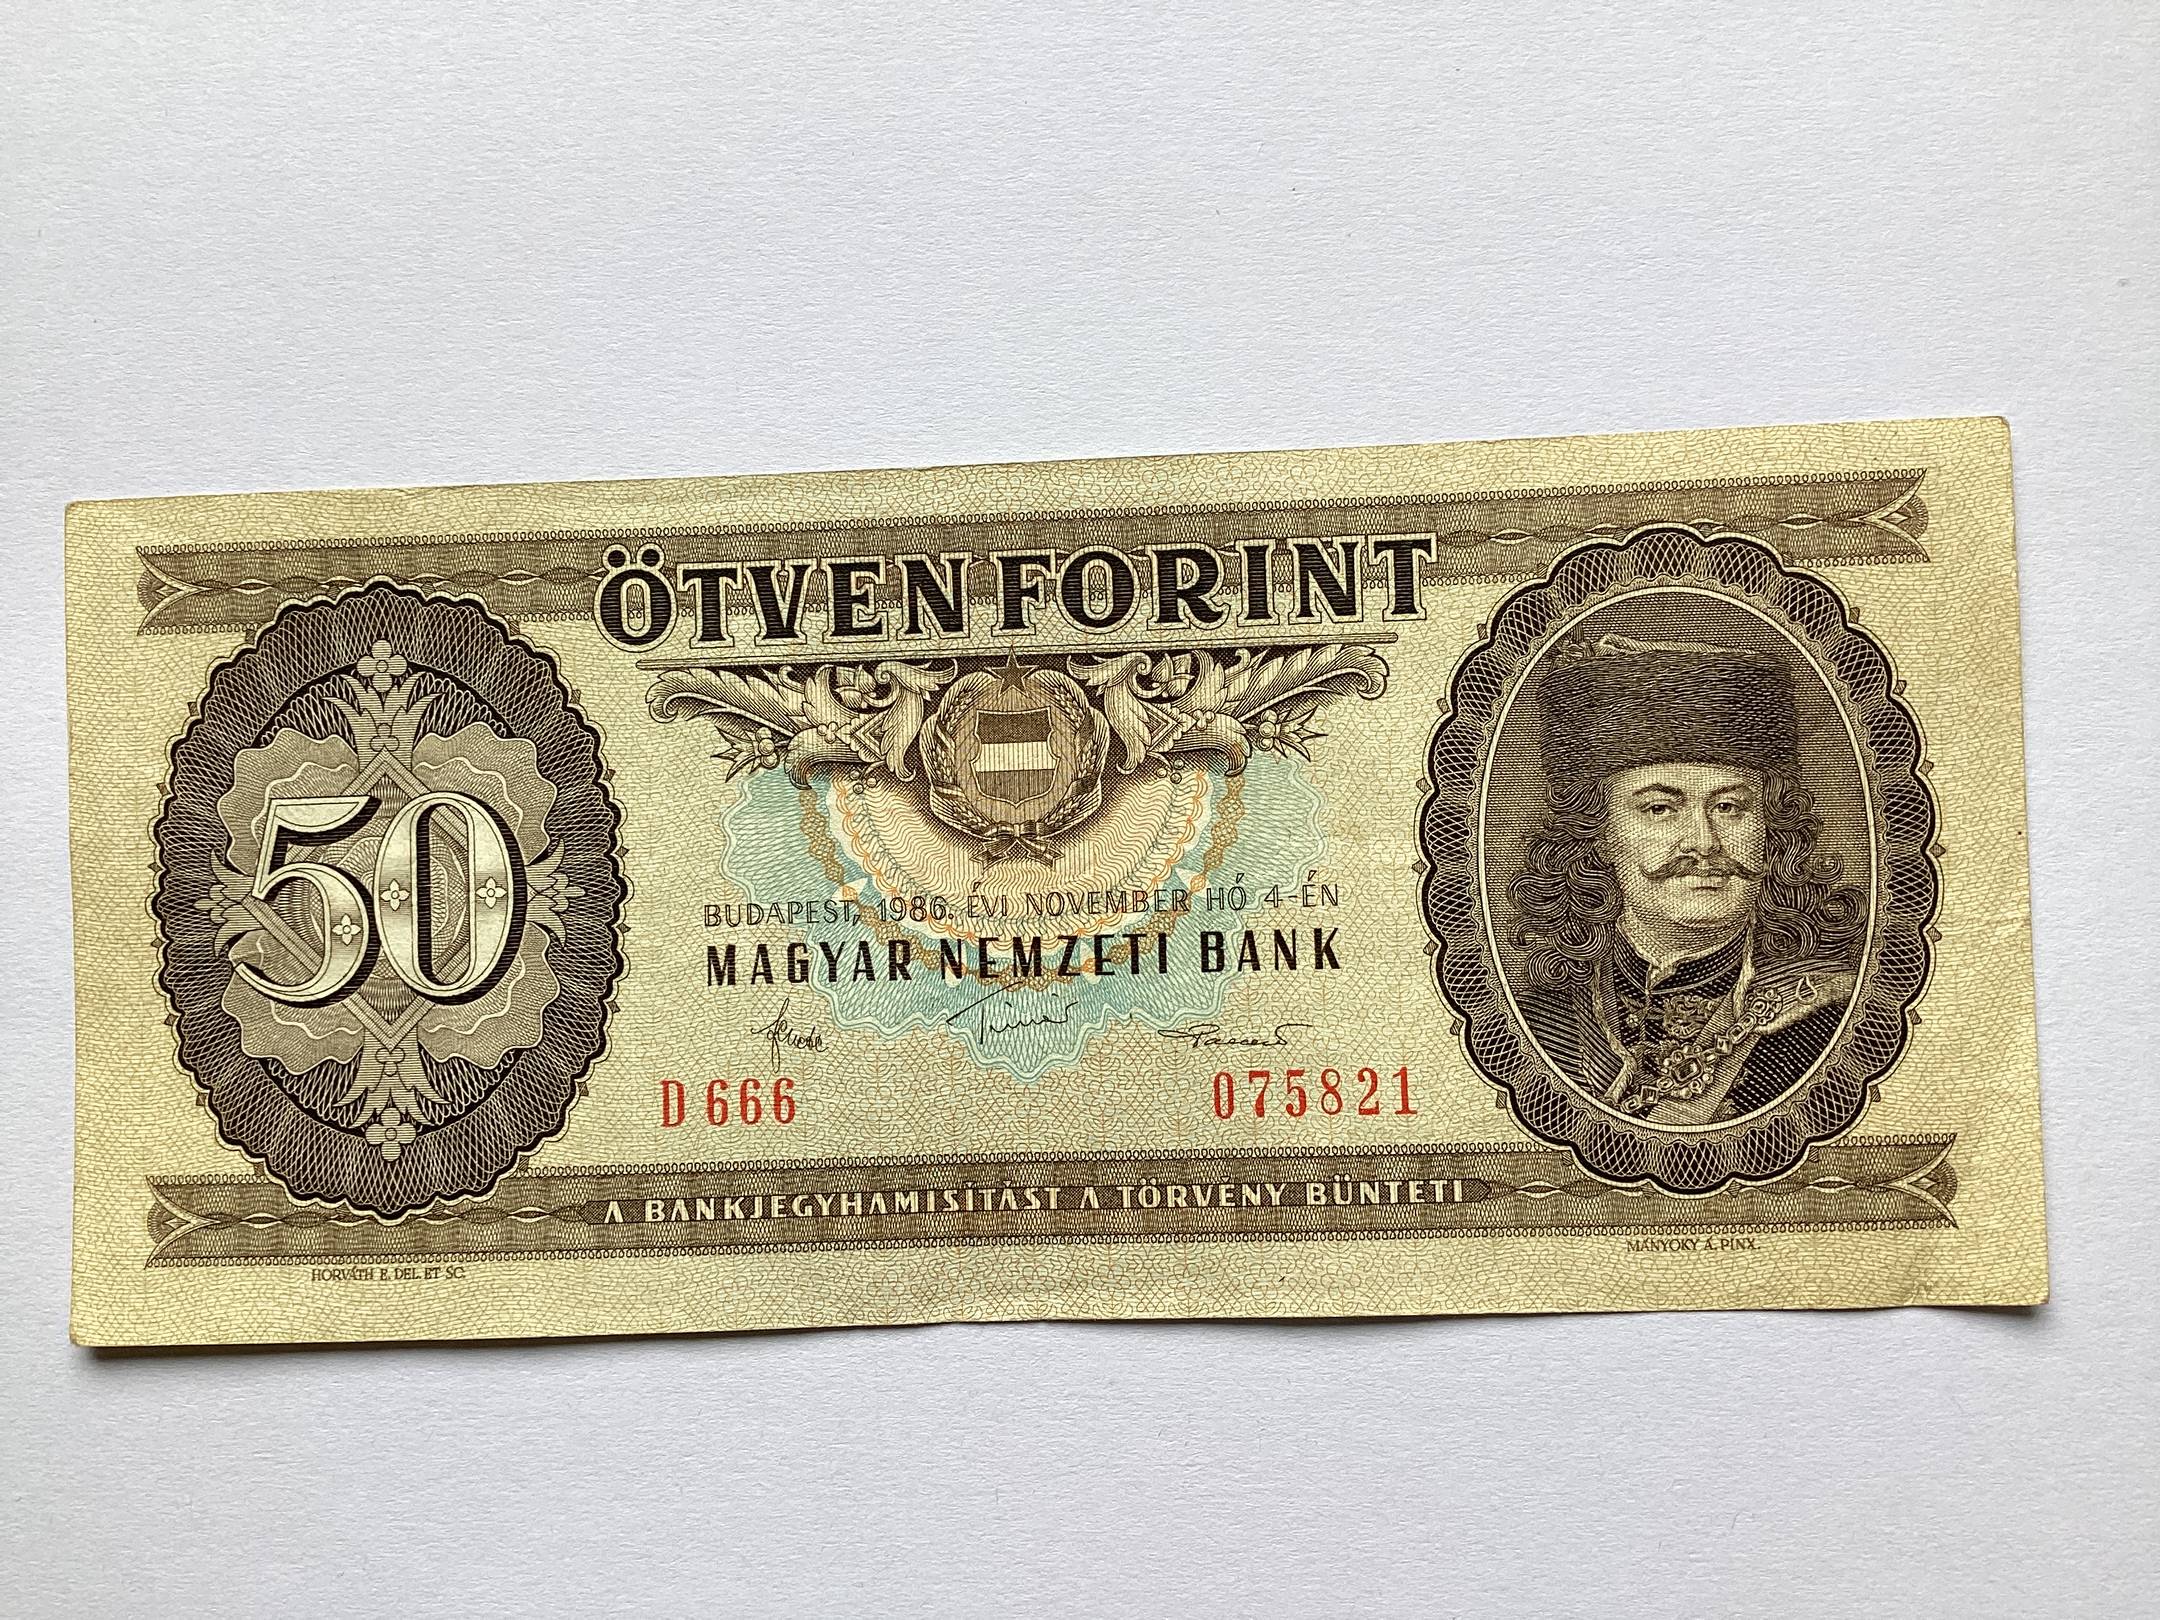 ÖTVEN FORINT
50
BUDAPEST, 1986. ÉVI NOVEMBER HÓ 4-ÉN
MAGYAR NEMZETI BANK
D 666 075821
A BANKJEGYHAMISÍTÁST A TÖRVÉNY BÜNTETI
HORVÁTH E. DEL. ET SC. MÁNYOKY Á. PINX.